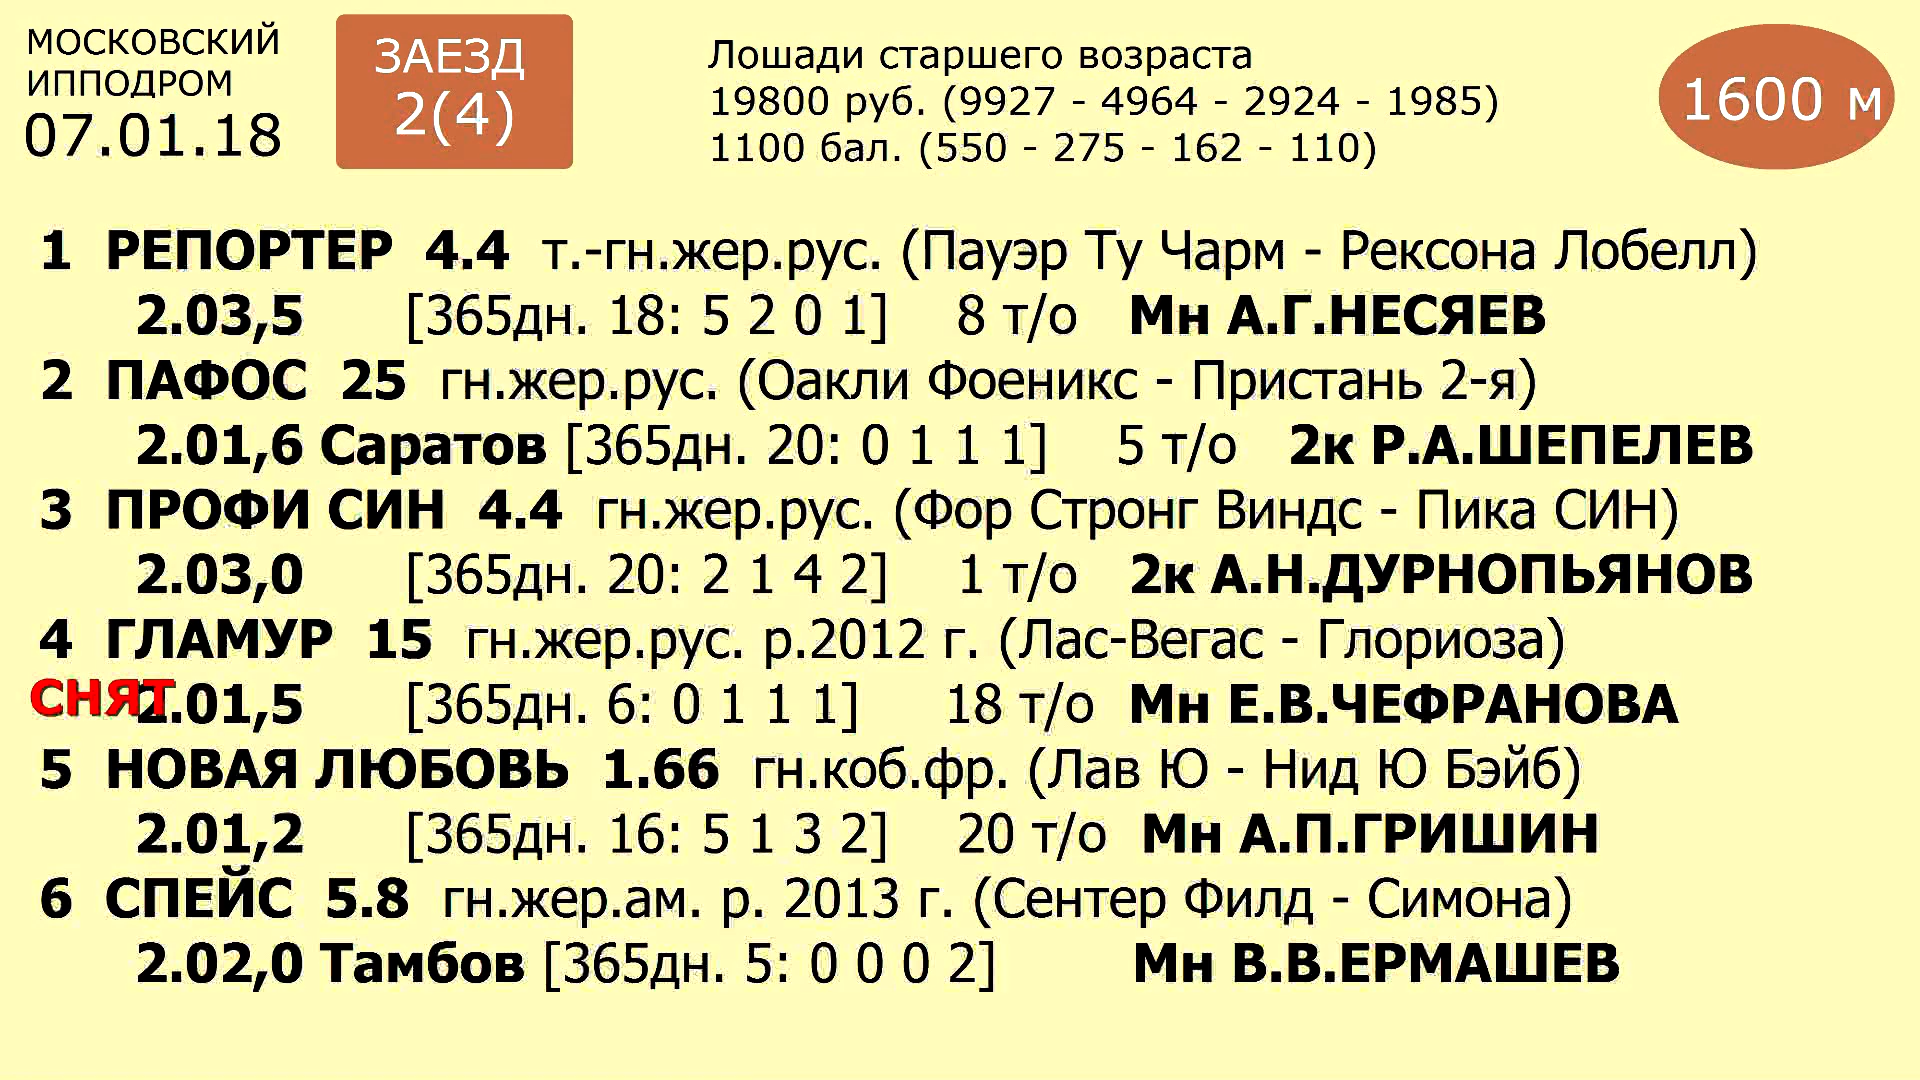 МОСКОВСКИЙ
ИППОДРОМ
07.01.18
ЗАЕЗД
2(4)
Лошади старшего возраста
19800 руб. (9927 - 4964 - 2924 - 1985)
1100 бал. (550 - 275 - 162 - 110)
1600 м
1 РЕПОРТЕР 4.4 т.-гн.жер.рус. (Пауэр Ту Чарм - Рексона Лобелл)
2.03,5 [365дн. 18: 5 2 0 1] 8 т/о Мн А.Г.НЕСЯЕВ
2 ПАФОС 25 гн.жер.рус. (Оакли Фоеникс - Пристань 2-я)
2.01,6 Саратов [365дн. 20: 0 1 1 1] 5 т/о 2к Р.А.ШЕПЕЛЕВ
3 ПРОФИ СИН 4.4 гн.жер.рус. (Фор Стронг Виндс - Пика СИН)
2.03,0 [365дн. 20: 2 1 4 2] 1 т/о 2к А.Н.ДУРНОПЬЯНОВ
4 ГЛАМУР 15 гн.жер.рус. р.2012 г. (Лас-Вегас - Глориоза)
СНЯТ 2.01,5 [365дн. 6: 0 1 1 1] 18 т/о Мн Е.В.ЧЕФРАНОВА
5 НОВАЯ ЛЮБОВЬ 1.66 гн.коб.фр. (Лав Ю - Нид Ю Бэйб)
2.01,2 [365дн. 16: 5 1 3 2] 20 т/о Мн А.П.ГРИШИН
6 СПЕЙС 5.8 гн.жер.ам. р. 2013 г. (Сентер Филд - Симона)
2.02,0 Тамбов [365дн. 5: 0 0 0 2] Мн В.В.ЕРМАШЕВ